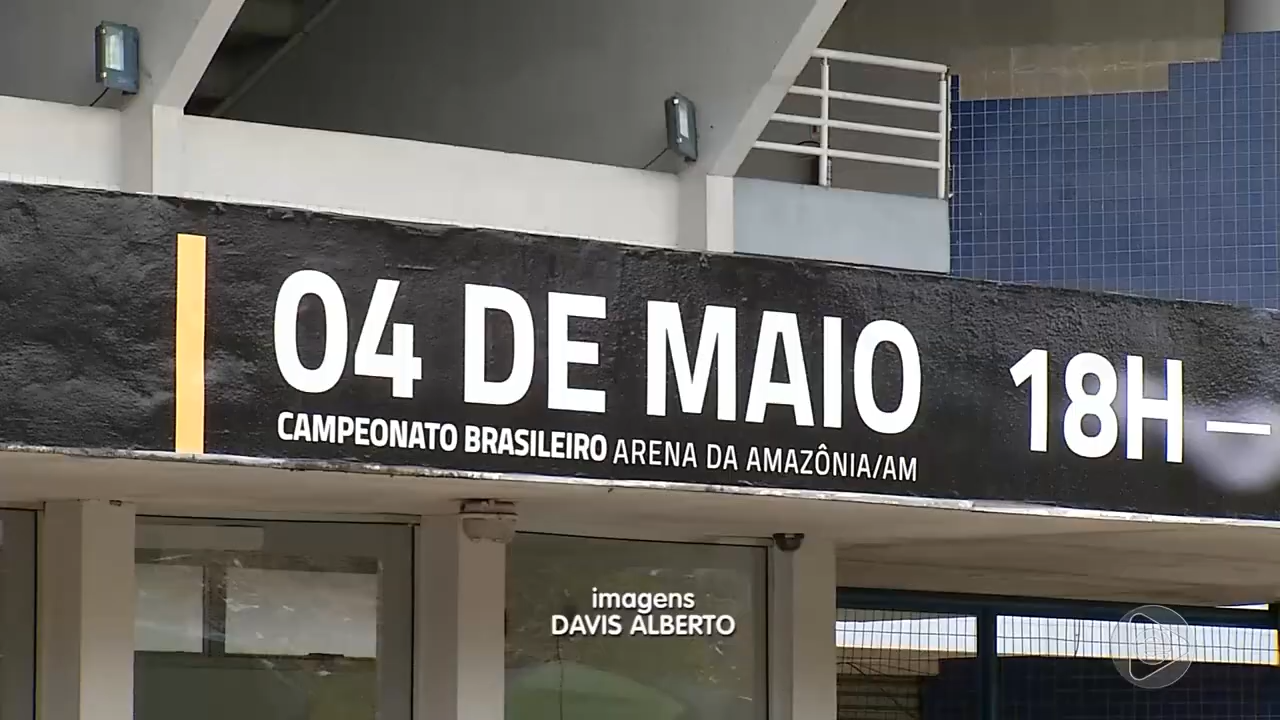 04 DE MAIO
CAMPEONATO BRASILEIRO ARENA DA AMAZÔNIA/AM
18H –
imagens
DAVIS ALBERTO